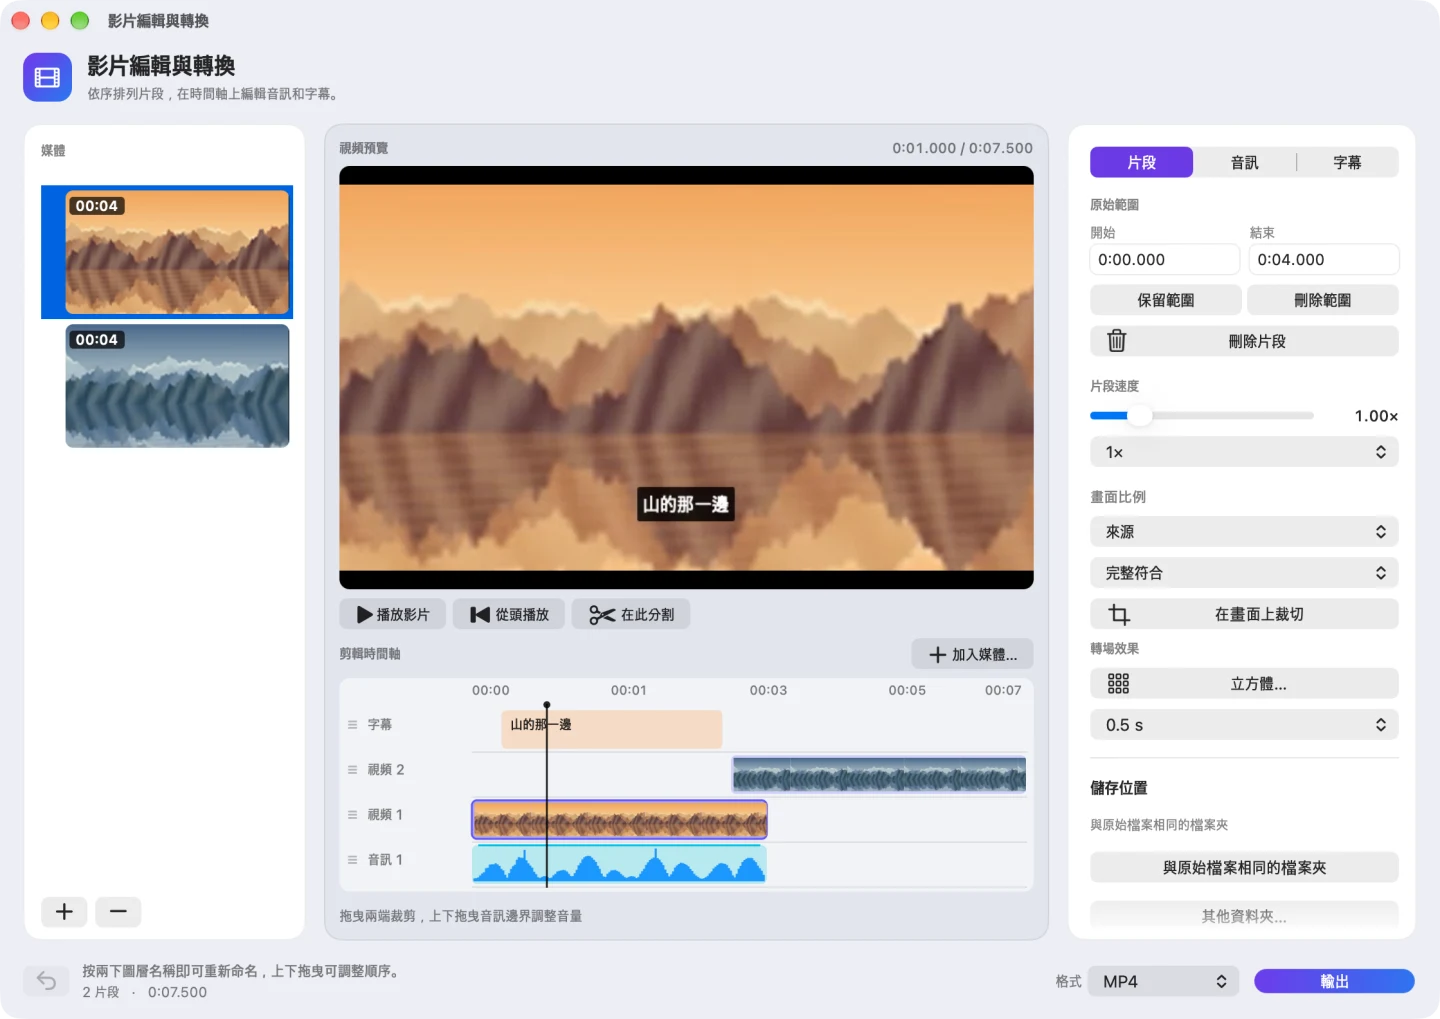 影片編輯與轉換
影片編輯與轉換
依序排列片段，在時間軸上編輯音訊和字幕。
媒體
00:04
00:04
視頻預覽
0:01.000 / 0:07.500
山的那一邊
播放影片
從頭播放
在此分割
剪輯時間軸
加入媒體...
00:00
00:01
00:03
00:05
00:07
字幕
山的那一邊
視頻 2
視頻 1
音訊 1
拖曳兩端裁剪，上下拖曳音訊邊界調整音量
片段
音訊
字幕
原始範圍
開始
結束
0:00.000
0:04.000
保留範圍
刪除範圍
刪除片段
片段速度
1.00×
1×
畫面比例
來源
完整符合
在畫面上裁切
轉場效果
立方體...
0.5 s
儲存位置
與原始檔案相同的檔案夾
與原始檔案相同的檔案夾
其他資料夾...
按兩下圖層名稱即可重新命名，上下拖曳可調整順序。
2 片段 · 0:07.500
格式
MP4
輸出